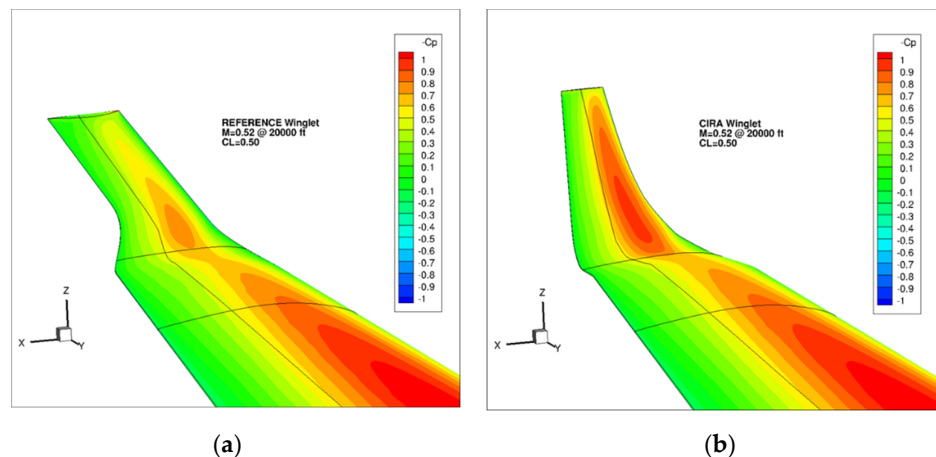 -Cp
1
0.9
0.8
0.7
0.6
0.5
0.4
0.3
0.2
0.1
0
-0.1
-0.2
-0.3
-0.4
-0.5
-0.6
-0.7
-0.8
-0.9
-1
REFERENCE Winglet
M=0.52 @ 20000 ft
CL=0.50
Z
X
Y
(a)
-Cp
1
0.9
0.8
0.7
0.6
0.5
0.4
0.3
0.2
0.1
0
-0.1
-0.2
-0.3
-0.4
-0.5
-0.6
-0.7
-0.8
-0.9
-1
CIRA Winglet
M=0.52 @ 20000 ft
CL=0.50
Z
X
Y
(b)